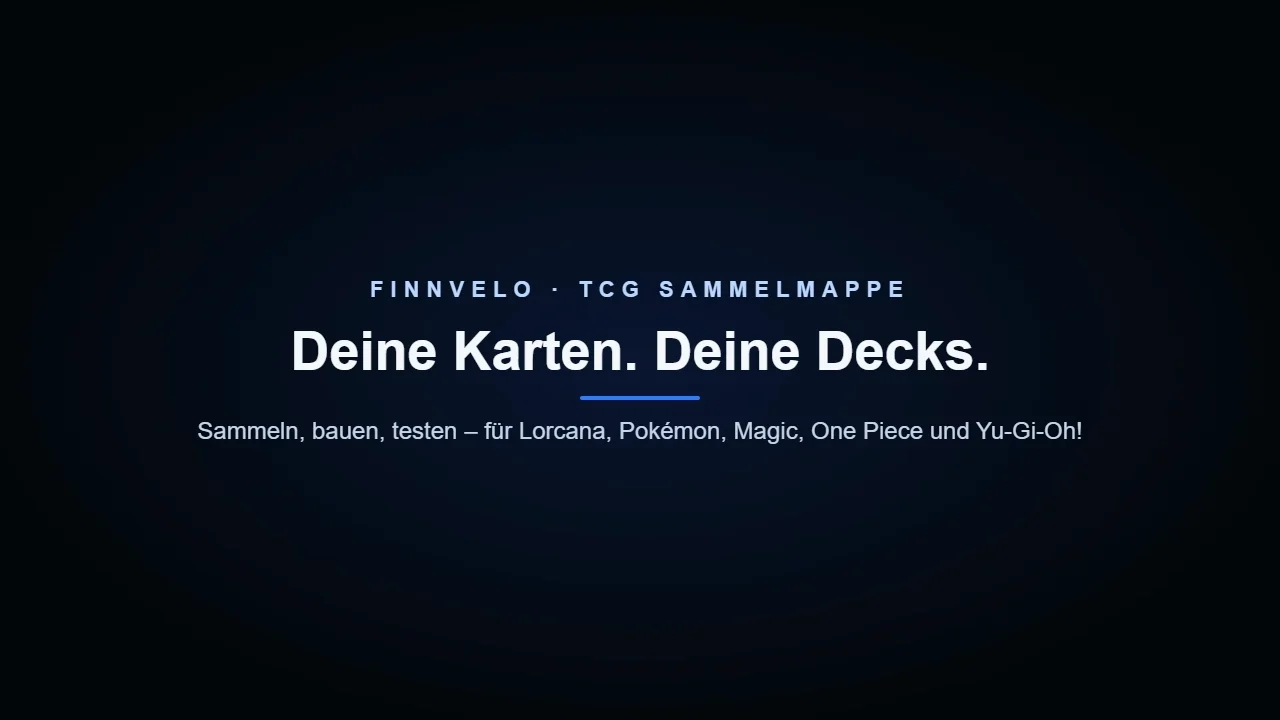 FINNVELO · TCG SAMMELMAPPE
Deine Karten. Deine Decks.
Sammeln, bauen, testen – für Lorcana, Pokémon, Magic, One Piece und Yu-Gi-Oh!